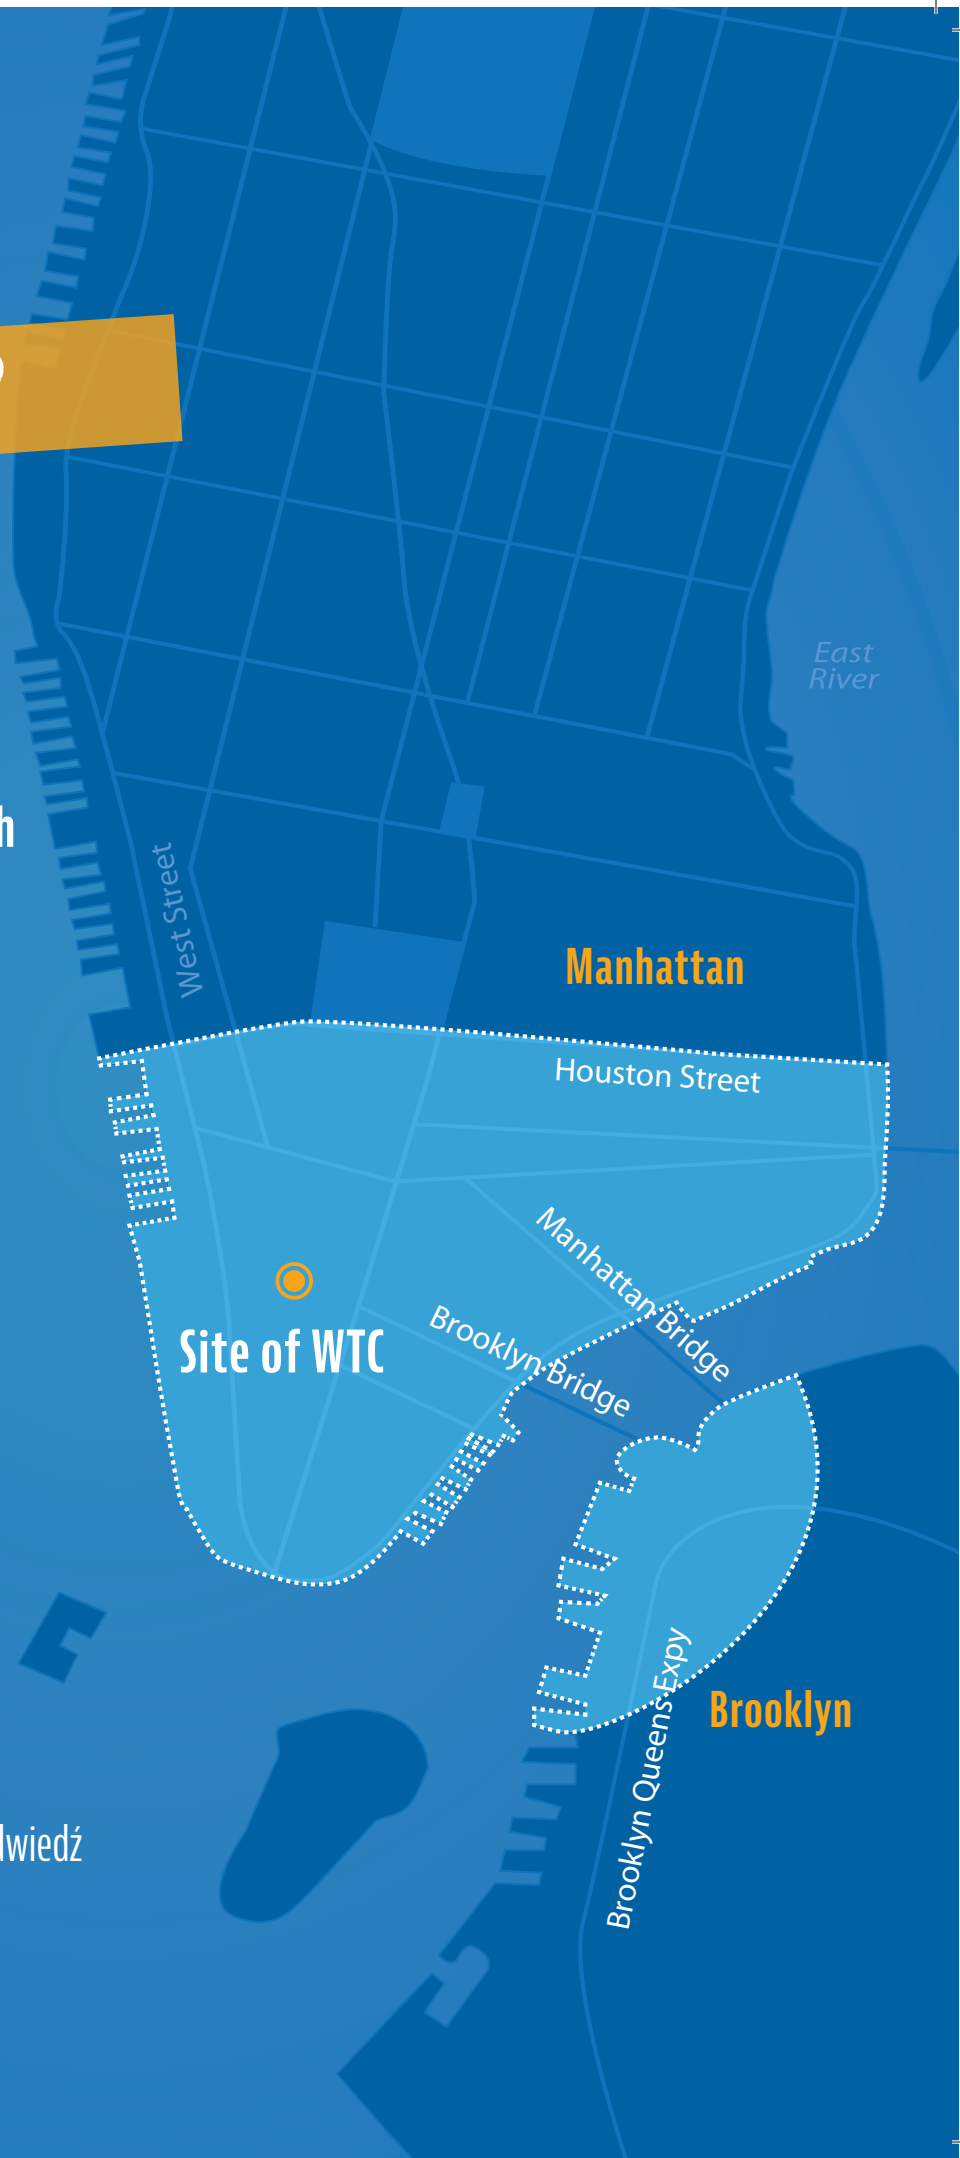 East
River
West Street
Manhattan
Houston Street
Manhattan Bridge
Brooklyn Bridge
Site of WTC
Brooklyn
Brooklyn Queens Expy